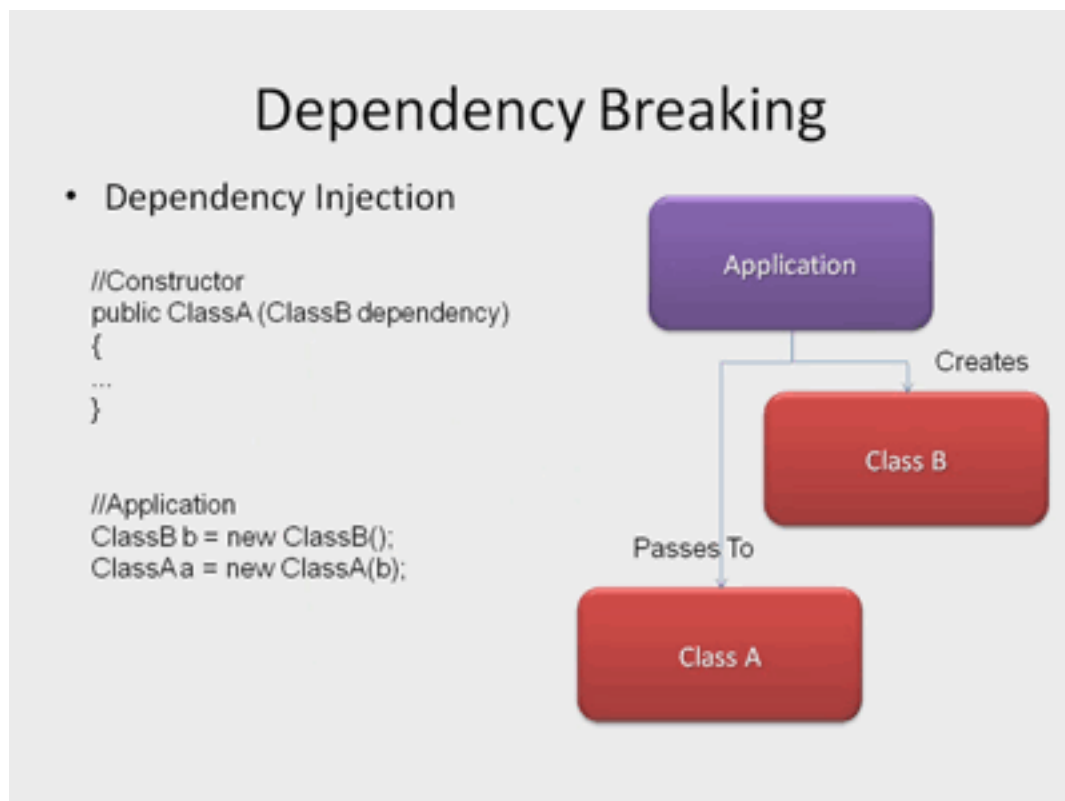 Dependency Breaking
• Dependency Injection
//Constructor
public ClassA (ClassB dependency)
{
...
}
//Application
ClassB b = new ClassB();
ClassA a = new ClassA(b);
Application
Creates
Class B
Passes To
Class A